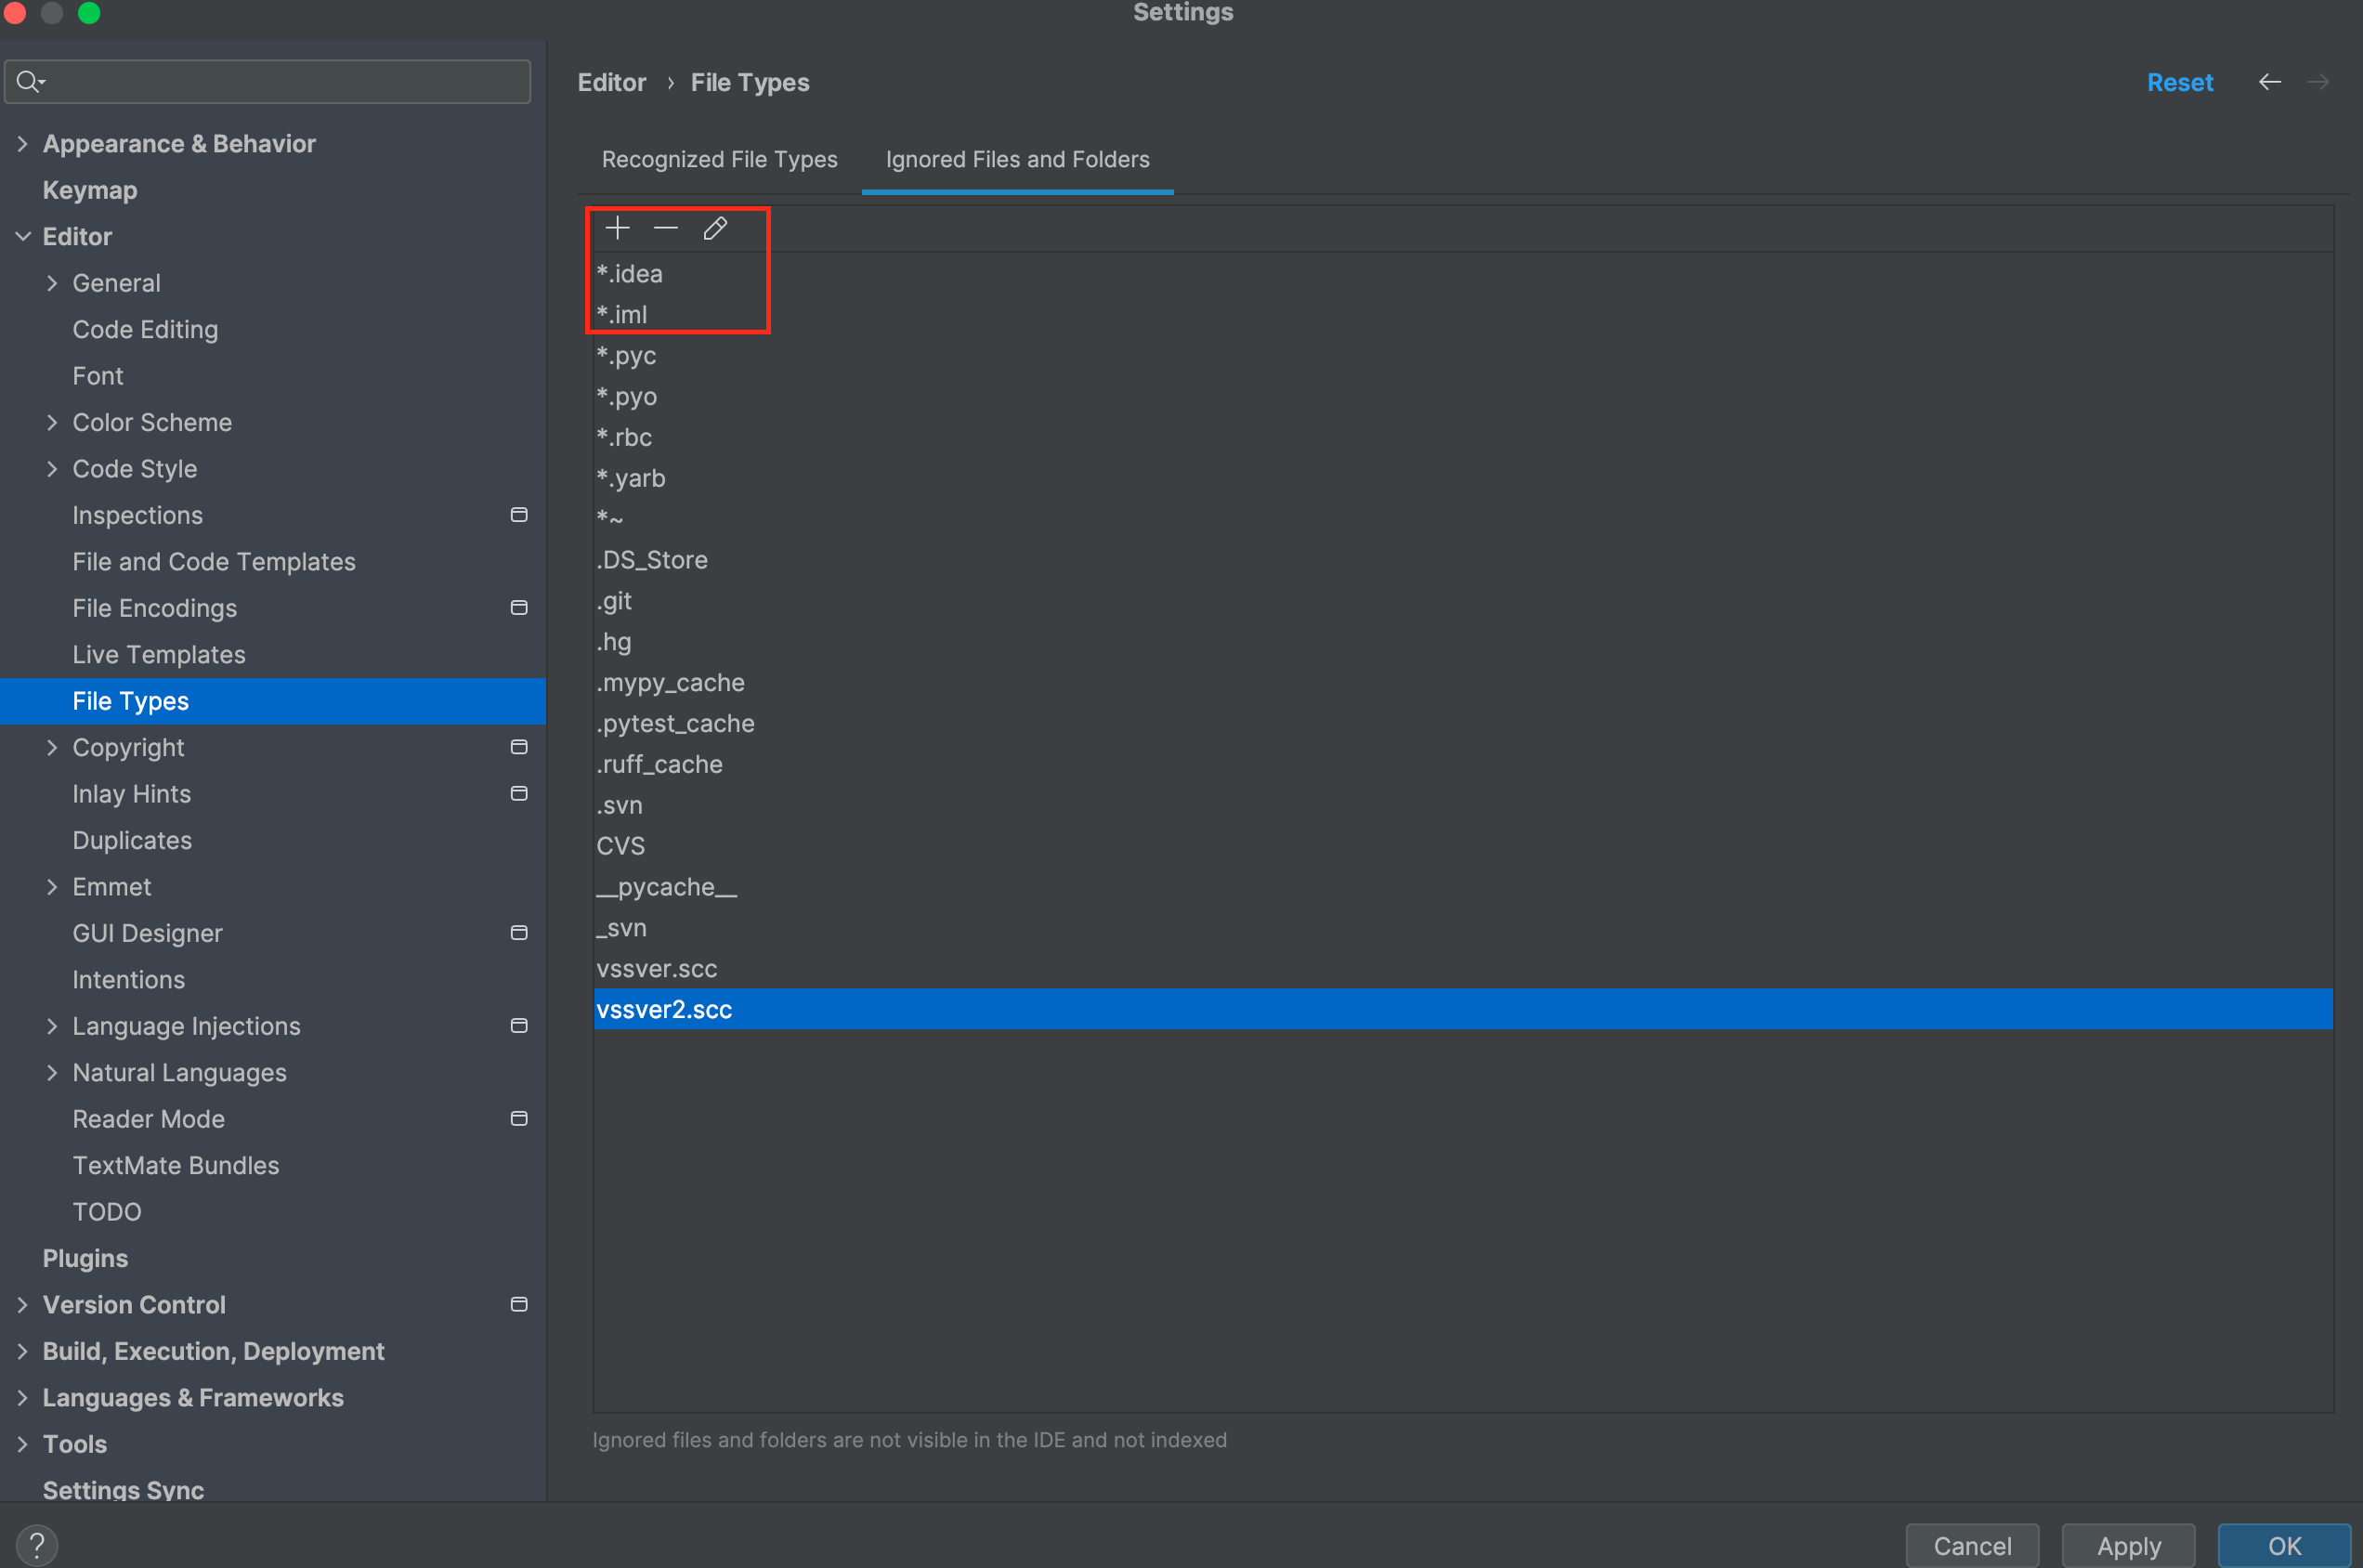 Settings
Appearance & Behavior
Keymap
Editor
General
Code Editing
Font
Color Scheme
Code Style
Inspections
File and Code Templates
File Encodings
Live Templates
File Types
Copyright
Inlay Hints
Duplicates
Emmet
GUI Designer
Intentions
Language Injections
Natural Languages
Reader Mode
TextMate Bundles
TODO
Plugins
Version Control
Build, Execution, Deployment
Languages & Frameworks
Tools
Settings Sync
?
Editor › File Types
Reset
Recognized File Types Ignored Files and Folders
*.idea
*.iml
*.pyc
*.pyo
*.rbc
*.yarb
*~
.DS_Store
.git
.hg
.mypy_cache
.pytest_cache
.ruff_cache
.svn
CVS
__pycache__
_svn
vssver.scc
vssver2.scc
Ignored files and folders are not visible in the IDE and not indexed
Cancel Apply OK